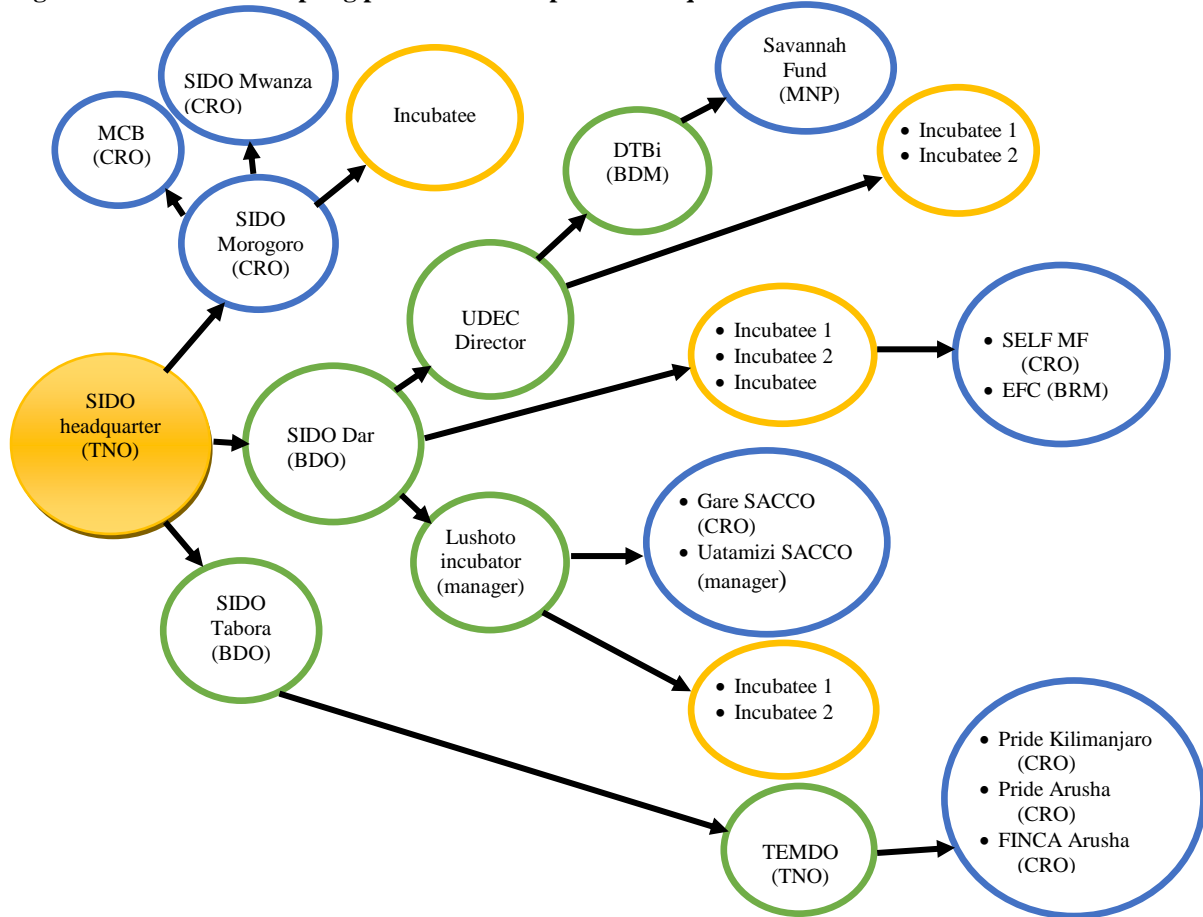 Savannah
Fund
(MNP)
SIDO Mwanza
(CRO)
Incubatee
MCB
(CRO)
DTBi
(BDM)
• Incubatee 1
• Incubatee 2
SIDO
Morogoro
(CRO)
UDEC
Director
• Incubatee 1
• Incubatee 2
• Incubatee
• SELF MF
(CRO)
• EFC (BRM)
SIDO
headquarter
(TNO)
SIDO Dar
(BDO)
Lushoto
incubator
(manager)
• Gare SACCO
(CRO)
• Uatamizi SACCO
(manager)
SIDO
Tabora
(BDO)
• Incubatee 1
• Incubatee 2
TEMDO
(TNO)
• Pride Kilimanjaro
(CRO)
• Pride Arusha
(CRO)
• FINCA Arusha
(CRO)